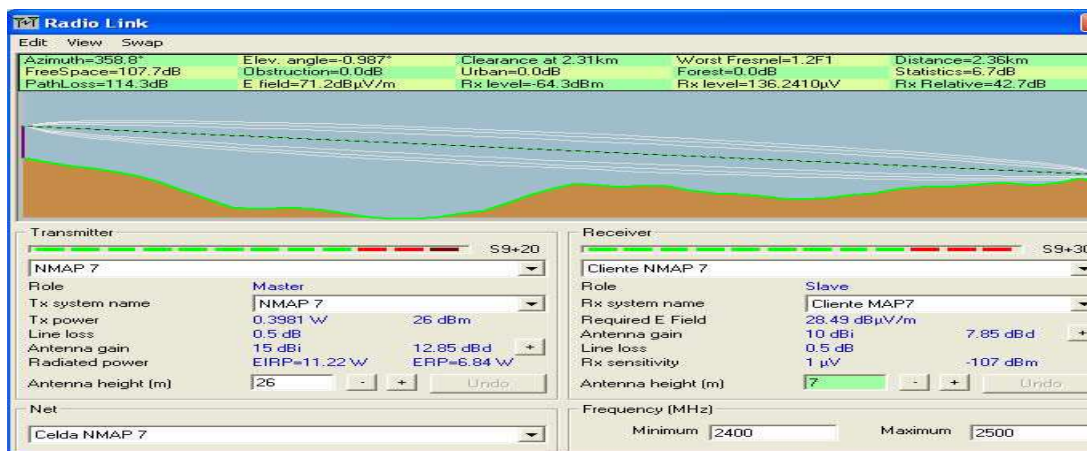 Radio Link
Edit View Swap
Azimuth=358.8° Elev. angle=-0.987° Clearance at 2.31km Worst Fresnel=1.2F1 Distance=2.36km
FreeSpace=107.7dB Obstruction=0.0dB Urban=0.0dB Forest=0.0dB Statistics=6.7dB
PathLoss=114.3dB E field=71.2dBµV/m Rx level=-64.3dBm Rx level=136.2410µV Rx Relative=42.7dB
Transmitter
S9+20
NMAP 7
Role Master
Tx system name NMAP 7
Tx power 0.3981 W 26 dBm
Line loss 0.5 dB
Antenna gain 15 dBi 12.85 dBd +
Radiated power EIRP=11.22 W ERP=6.84 W
Antenna height (m) 26 - + Undo
Net
Celda NMAP 7
Receiver
S9+30
Cliente NMAP 7
Role Slave
Rx system name Cliente MAP7
Required E Field 28.49 dBµV/m
Antenna gain 10 dBi 7.85 dBd +
Line loss 0.5 dB
Rx sensitivity 1 µV -107 dBm
Antenna height (m) 7 - + Undo
Frequency (MHz)
Minimum 2400 Maximum 2500